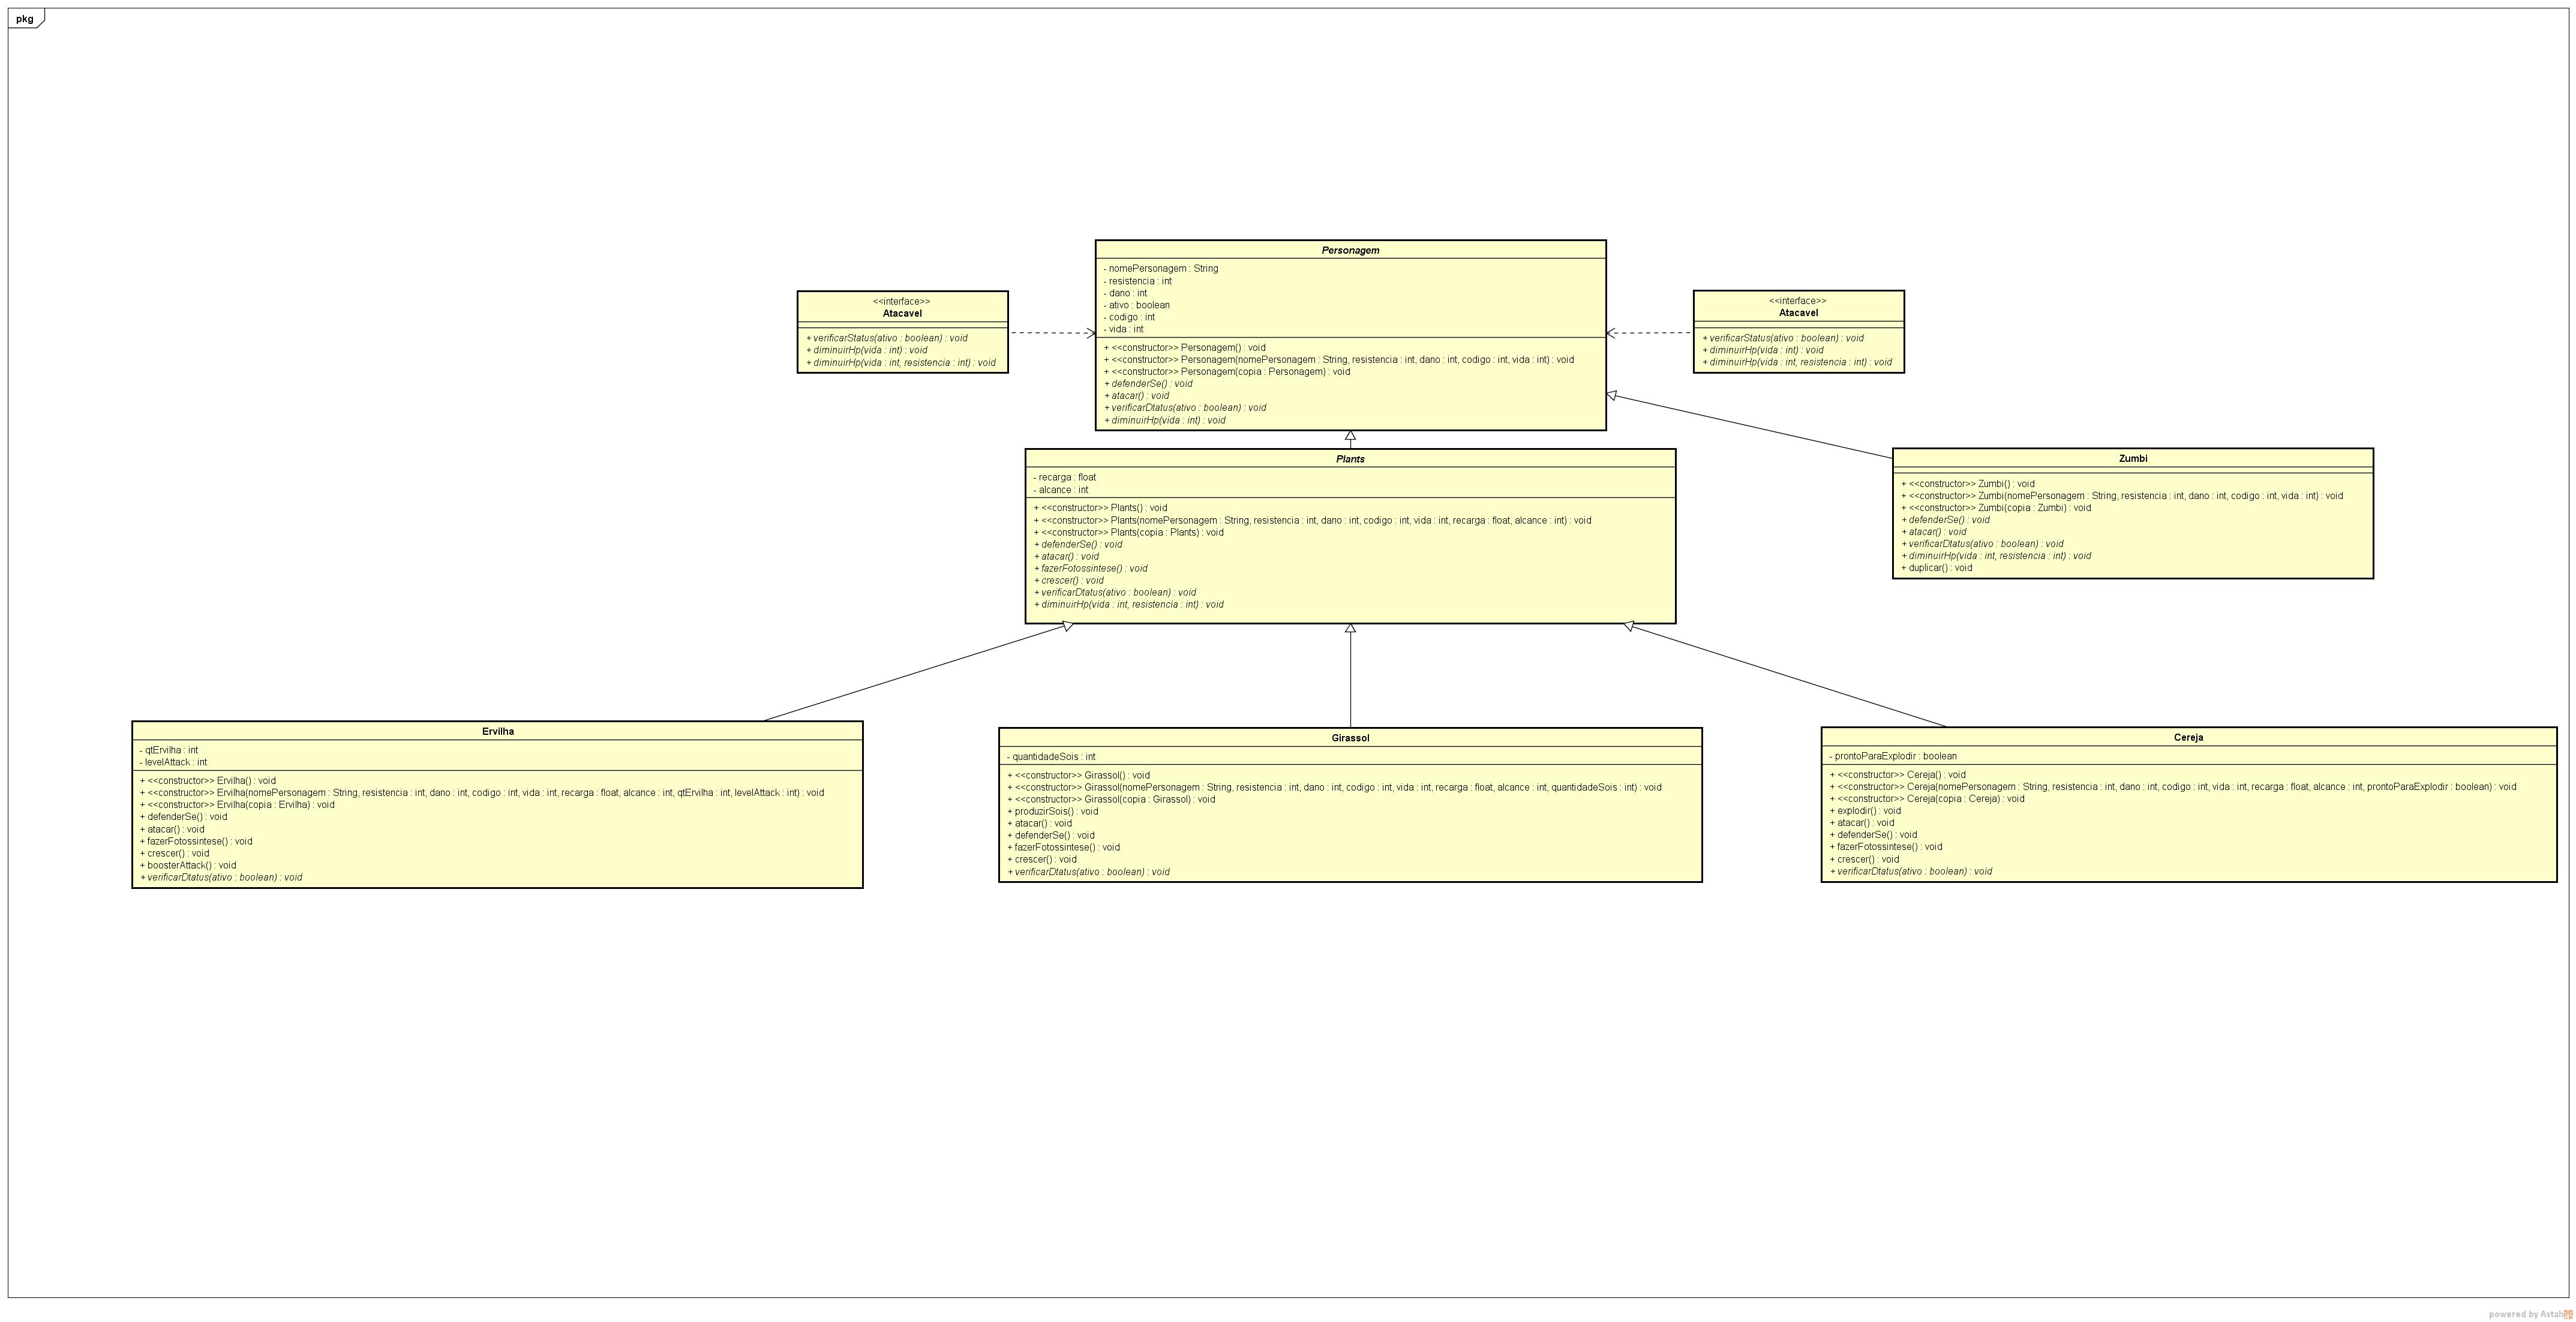 pkg
Personagem
- nomePersonagem : String
- resistencia : int
- dano : int
- ativo : boolean
- codigo : int
- vida : int
+ <<constructor>> Personagem() : void
+ <<constructor>> Personagem(nomePersonagem : String, resistencia : int, dano : int, codigo : int, vida : int) : void
+ <<constructor>> Personagem(copia : Personagem) : void
+ defenderSe() : void
+ atacar() : void
+ verificarDtatus(ativo : boolean) : void
+ diminuirHp(vida : int) : void
<<interface>>
Atacavel
+ verificarStatus(ativo : boolean) : void
+ diminuirHp(vida : int) : void
+ diminuirHp(vida : int, resistencia : int) : void
<<interface>>
Atacavel
+ verificarStatus(ativo : boolean) : void
+ diminuirHp(vida : int) : void
+ diminuirHp(vida : int, resistencia : int) : void
Plants
- recarga : float
- alcance : int
+ <<constructor>> Plants() : void
+ <<constructor>> Plants(nomePersonagem : String, resistencia : int, dano : int, codigo : int, vida : int, recarga : float, alcance : int) : void
+ <<constructor>> Plants(copia : Plants) : void
+ defenderSe() : void
+ atacar() : void
+ fazerFotossintese() : void
+ crescer() : void
+ verificarDtatus(ativo : boolean) : void
+ diminuirHp(vida : int, resistencia : int) : void
Zumbi
+ <<constructor>> Zumbi() : void
+ <<constructor>> Zumbi(nomePersonagem : String, resistencia : int, dano : int, codigo : int, vida : int) : void
+ <<constructor>> Zumbi(copia : Zumbi) : void
+ defenderSe() : void
+ atacar() : void
+ verificarDtatus(ativo : boolean) : void
+ diminuirHp(vida : int, resistencia : int) : void
+ duplicar() : void
Ervilha
- qtErvilha : int
- levelAttack : int
+ <<constructor>> Ervilha() : void
+ <<constructor>> Ervilha(nomePersonagem : String, resistencia : int, dano : int, codigo : int, vida : int, recarga : float, alcance : int, qtErvilha : int, levelAttack : int) : void
+ <<constructor>> Ervilha(copia : Ervilha) : void
+ defenderSe() : void
+ atacar() : void
+ fazerFotossintese() : void
+ crescer() : void
+ boosterAttack() : void
+ verificarDtatus(ativo : boolean) : void
Girassol
- quantidadeSois : int
+ <<constructor>> Girassol() : void
+ <<constructor>> Girassol(nomePersonagem : String, resistencia : int, dano : int, codigo : int, vida : int, recarga : float, alcance : int, quantidadeSois : int) : void
+ <<constructor>> Girassol(copia : Girassol) : void
+ produzirSois() : void
+ atacar() : void
+ defenderSe() : void
+ fazerFotossintese() : void
+ crescer() : void
+ verificarDtatus(ativo : boolean) : void
Cereja
- prontoParaExplodir : boolean
+ <<constructor>> Cereja() : void
+ <<constructor>> Cereja(nomePersonagem : String, resistencia : int, dano : int, codigo : int, vida : int, recarga : float, alcance : int, prontoParaExplodir : boolean) : void
+ <<constructor>> Cereja(copia : Cereja) : void
+ explodir() : void
+ atacar() : void
+ defenderSe() : void
+ fazerFotossintese() : void
+ crescer() : void
+ verificarDtatus(ativo : boolean) : void
powered by Astah